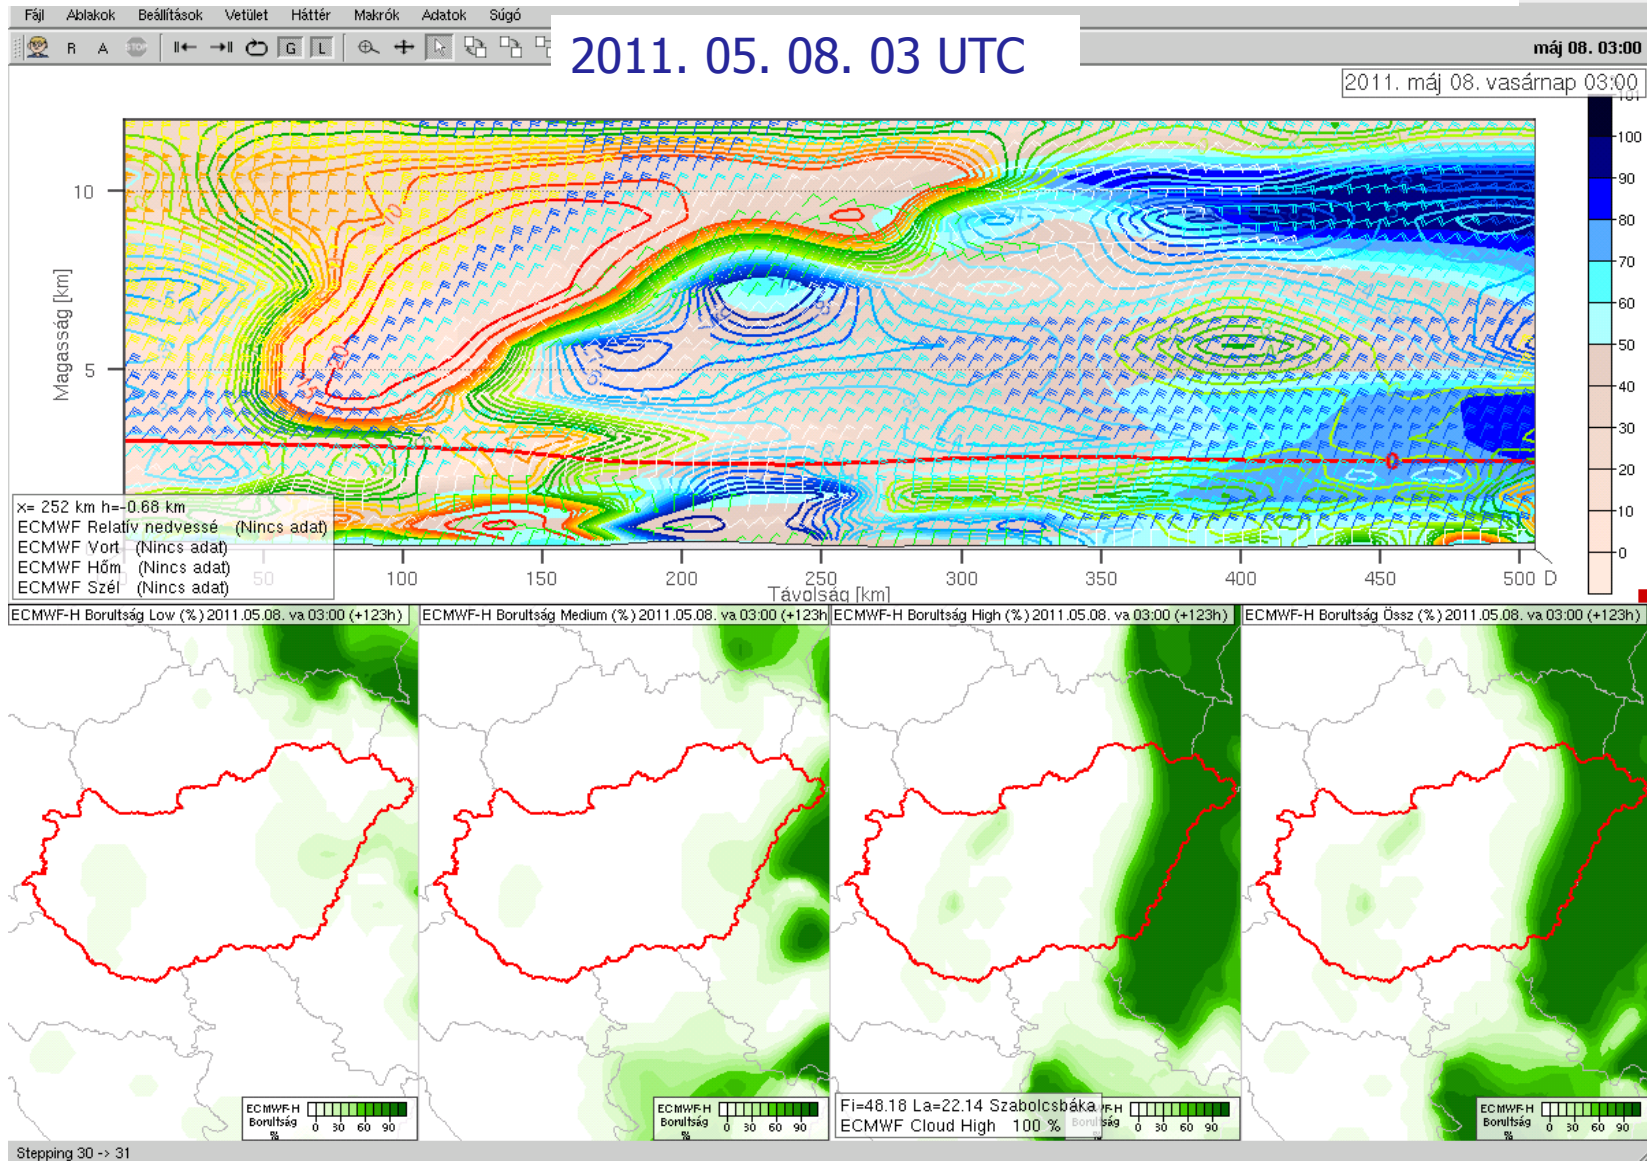 Fájl Ablakok Beállítások Vetület Háttér Makrók Adatok Súgó
R A STOP G L
2011. 05. 08. 03 UTC
máj 08. 03:00
2011. máj 08. vasárnap 03:00
Magasság [km]
10
5
0
101
100
90
80
70
60
50
40
30
20
10
0
x= 252 km h=-0.68 km
ECMWF Relatív nedvessé (Nincs adat)
ECMWF Vort (Nincs adat)
ECMWF Hőm (Nincs adat)
ECMWF Szél (Nincs adat)
50 100 150 200 250 300 350 400 450 500 D
Távolság [km]
ECMWF-H Borultság Low (%) 2011.05.08. va 03:00 (+123h)
ECMWF-H Borultság Medium (%) 2011.05.08. va 03:00 (+123h
ECMWF-H Borultság High (%) 2011.05.08. va 03:00 (+123h)
ECMWF-H Borultság Össz (%) 2011.05.08. va 03:00 (+123h)
ECMWF-H
Borultság
%
0 30 60 90
ECMWF-H
Borultság
%
0 30 60 90
Fi=48.18 La=22.14 Szabolcsbáka
ECMWF Cloud High 100 %
F-H
ság
0 30 60 90
ECMWF-H
Borultság
%
0 30 60 90
Stepping 30 -> 31